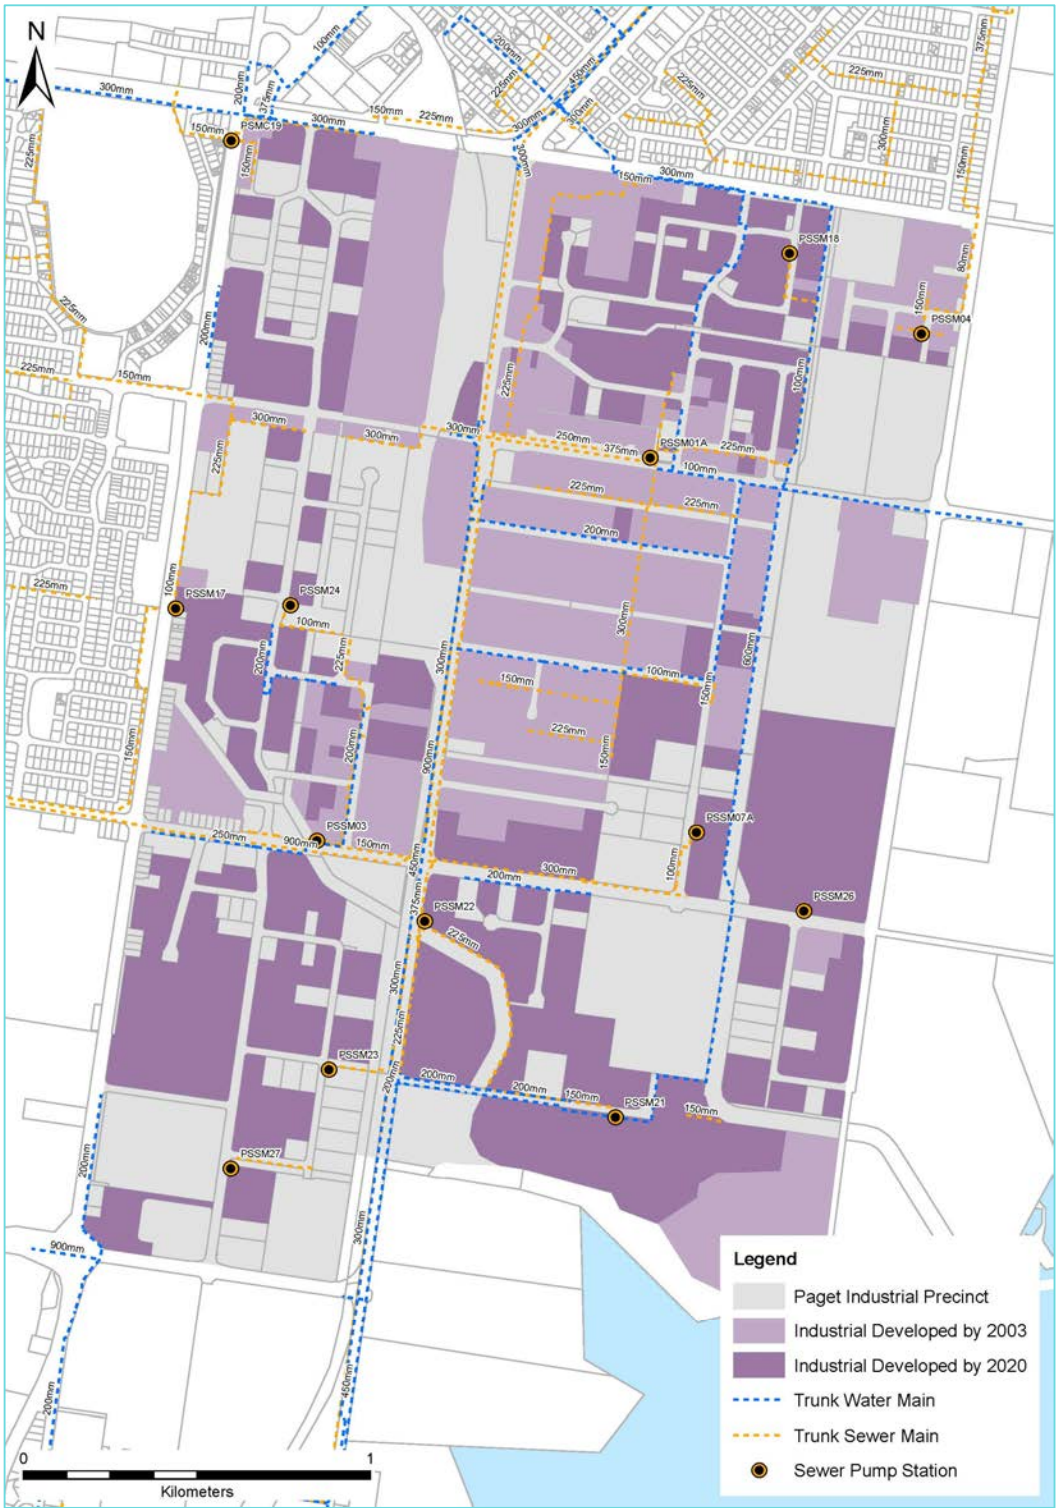 N
200mm
100mm
375mm
300mm
300mm
150mm
225mm
200mm
225mm
450mm
300mm
300mm
300mm
225mm
300mm
375mm
150mm
225mm
150mm
PSMC19
150mm
150mm
300mm
PSSM18
80mm
150mm
PSSM04
225mm
200mm
225mm
150mm
225mm
100mm
300mm
300mm
300mm
250mm
375mm
PSSM01A
225mm
100mm
225mm
225mm
225mm
200mm
225mm
100mm
PSSM17
PSSM24
100mm
225mm
200mm
300mm
300mm
600mm
100mm
150mm
150mm
225mm
150mm
150mm
200mm
900mm
PSSM03
250mm
900mm
150mm
450mm
375mm
PSSM07A
100mm
300mm
200mm
PSSM22
225mm
PSSM26
300mm
225mm
PSSM23
200mm
200mm
200mm
150mm
PSSM21
150mm
PSSM27
200mm
900mm
300mm
200mm
450mm
Legend
Paget Industrial Precinct
Industrial Developed by 2003
Industrial Developed by 2020
Trunk Water Main
Trunk Sewer Main
Sewer Pump Station
0
1
Kilometers